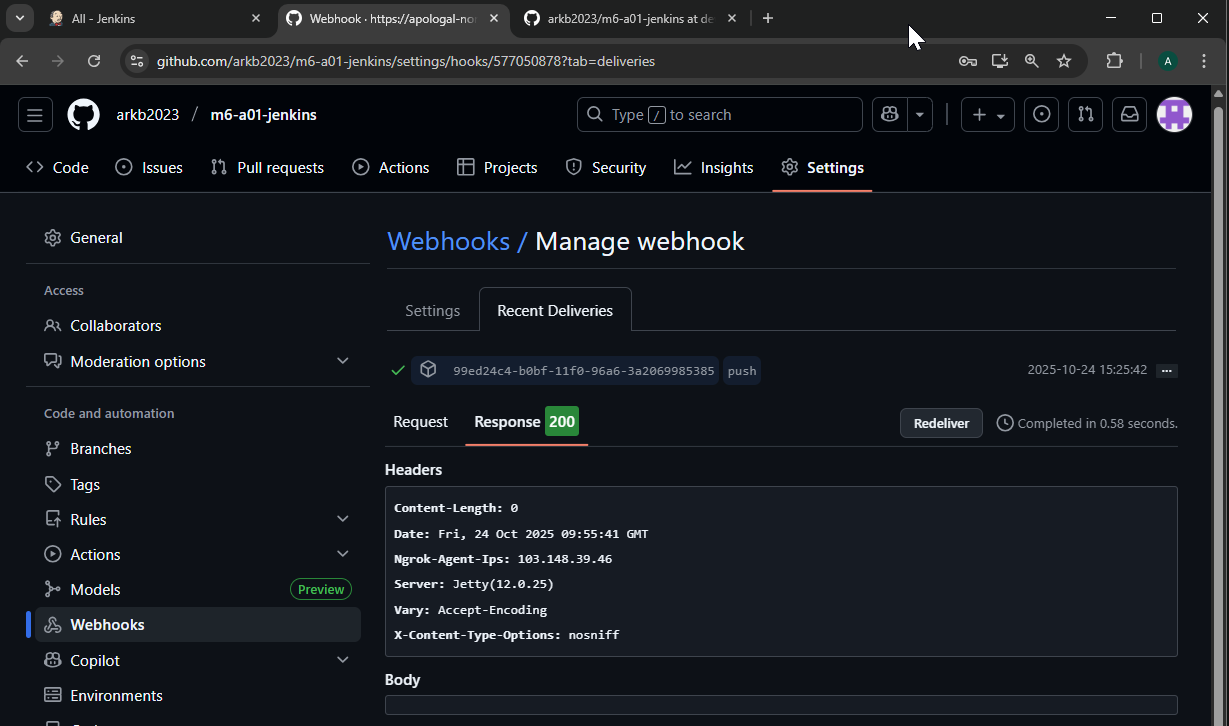 All - Jenkins
Webhook · https://apologal-nor
arkb2023/m6-a01-jenkins at de
github.com/arkb2023/m6-a01-jenkins/settings/hooks/577050878?tab=deliveries
A
arkb2023 / m6-a01-jenkins
Type / to search
Code
Issues
Pull requests
Actions
Projects
Security
Insights
Settings
General
Access
Collaborators
Moderation options
Code and automation
Branches
Tags
Rules
Actions
Models Preview
Webhooks
Copilot
Environments
Webhooks / Manage webhook
Settings
Recent Deliveries
99ed24c4-b0bf-11f0-96a6-3a2069985385 push
2025-10-24 15:25:42
Request
Response 200
Redeliver
Completed in 0.58 seconds.
Headers
Content-Length: 0
Date: Fri, 24 Oct 2025 09:55:41 GMT
Ngrok-Agent-Ips: 103.148.39.46
Server: Jetty(12.0.25)
Vary: Accept-Encoding
X-Content-Type-Options: nosniff
Body